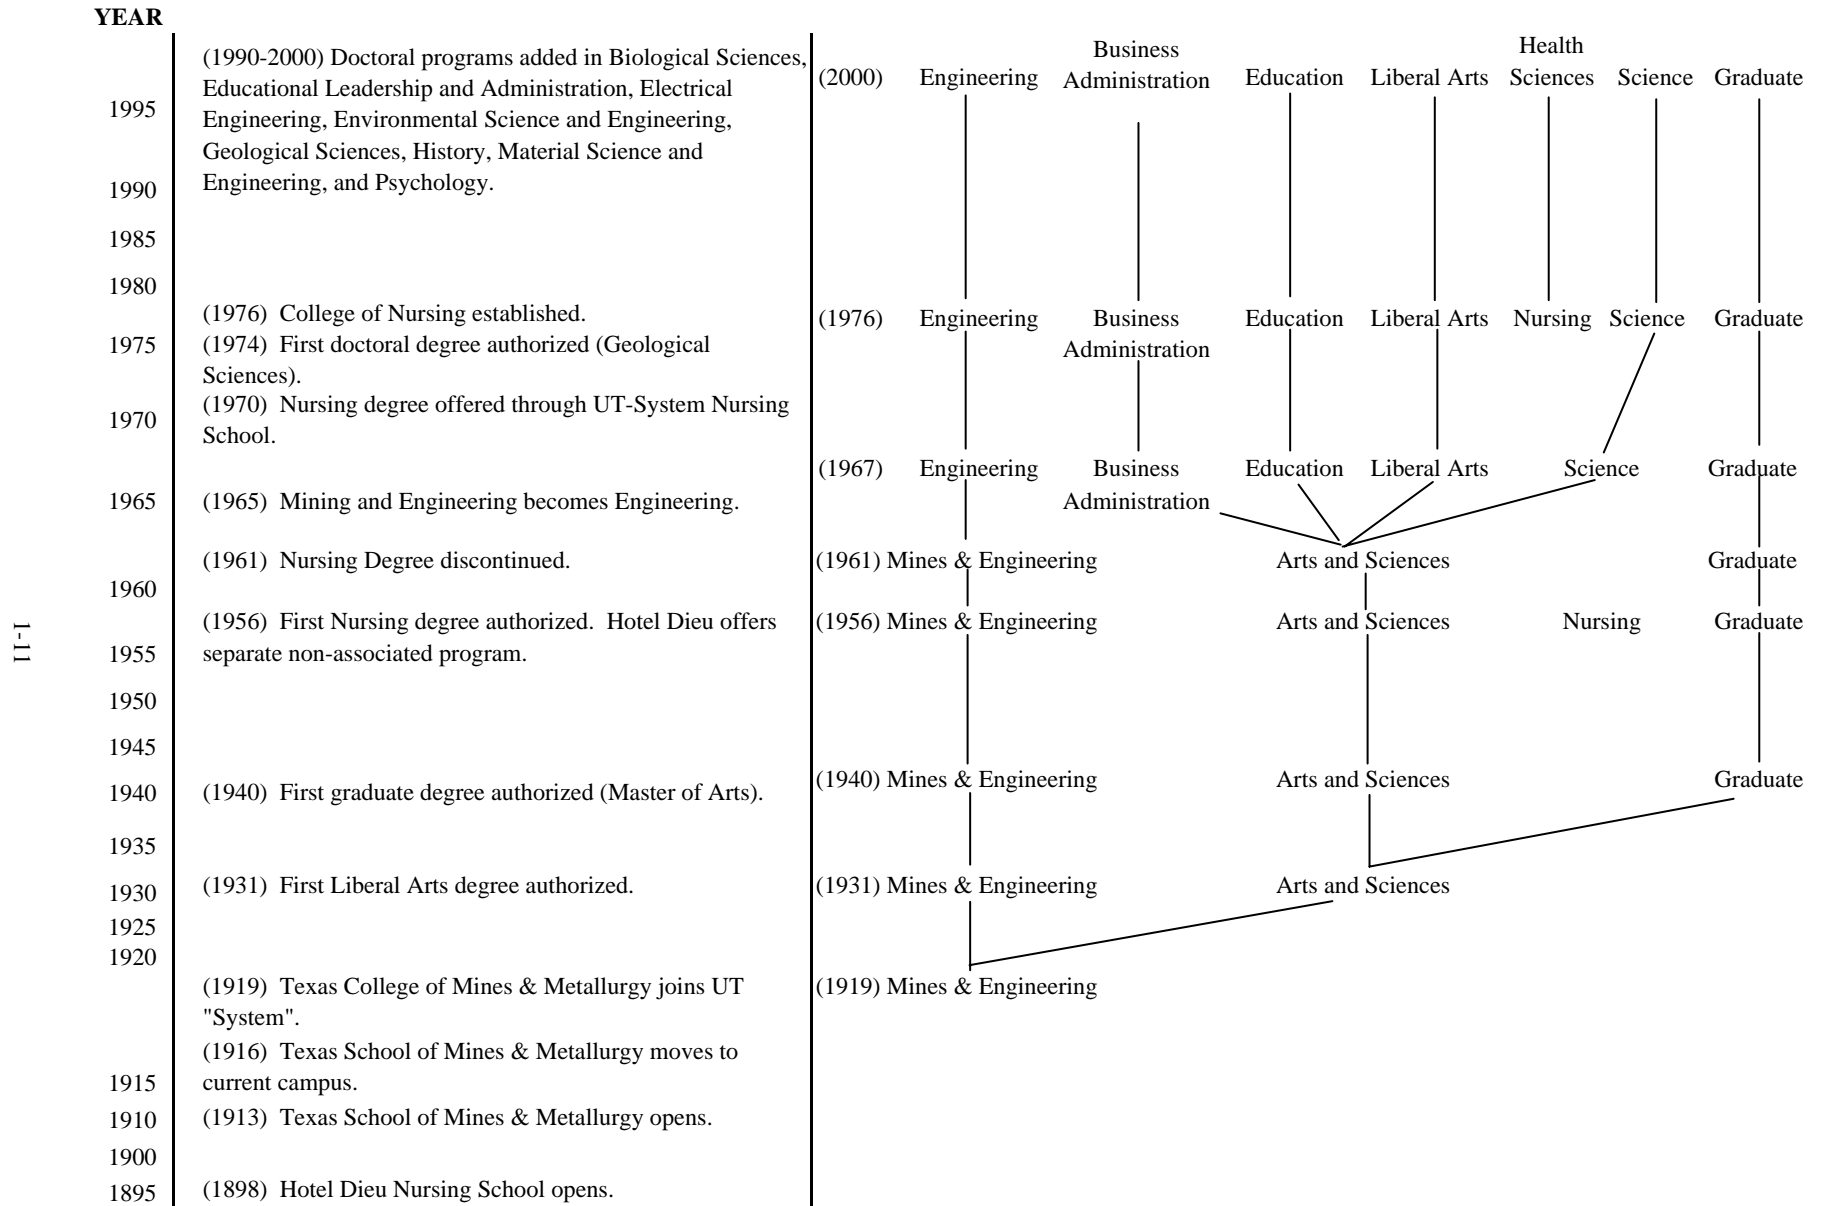 YEAR
1995
1990
1985
1980
1975
1970
1965
1960
1955
1950
1945
1940
1935
1930
1925
1920
1915
1910
1900
1895
(1990-2000) Doctoral programs added in Biological Sciences,
Educational Leadership and Administration, Electrical
Engineering, Environmental Science and Engineering,
Geological Sciences, History, Material Science and
Engineering, and Psychology.
(1976) College of Nursing established.
(1974) First doctoral degree authorized (Geological
Sciences).
(1970) Nursing degree offered through UT-System Nursing
School.
(1965) Mining and Engineering becomes Engineering.
(1961) Nursing Degree discontinued.
(1956) First Nursing degree authorized. Hotel Dieu offers
separate non-associated program.
(1940) First graduate degree authorized (Master of Arts).
(1931) First Liberal Arts degree authorized.
(1919) Texas College of Mines & Metallurgy joins UT
"System".
(1916) Texas School of Mines & Metallurgy moves to
current campus.
(1913) Texas School of Mines & Metallurgy opens.
(1898) Hotel Dieu Nursing School opens.
(2000) Engineering
Business
Administration
Education
Liberal Arts
Health
Sciences
Science
Graduate
(1976) Engineering
Business
Administration
Education
Liberal Arts
Nursing
Science
Graduate
(1967) Engineering
Business
Administration
Education
Liberal Arts
Science
Graduate
(1961) Mines & Engineering
Arts and Sciences
Graduate
(1956) Mines & Engineering
Arts and Sciences
Nursing
Graduate
(1940) Mines & Engineering
Arts and Sciences
Graduate
(1931) Mines & Engineering
Arts and Sciences
(1919) Mines & Engineering
1-11